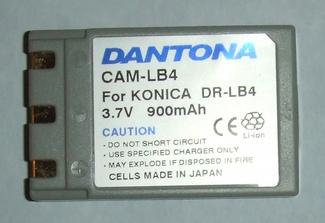 DANTONA
CAM-LB4
For KONICA DR-LB4
3.7V 900mAh
CAUTION
DO NOT SHORT CIRCUIT
USE SPECIFIED CHARGER ONLY
MAY EXPLODE IF DISPOSED OF IN FIRE
CELLS MADE IN JAPAN
CE
Li-ion